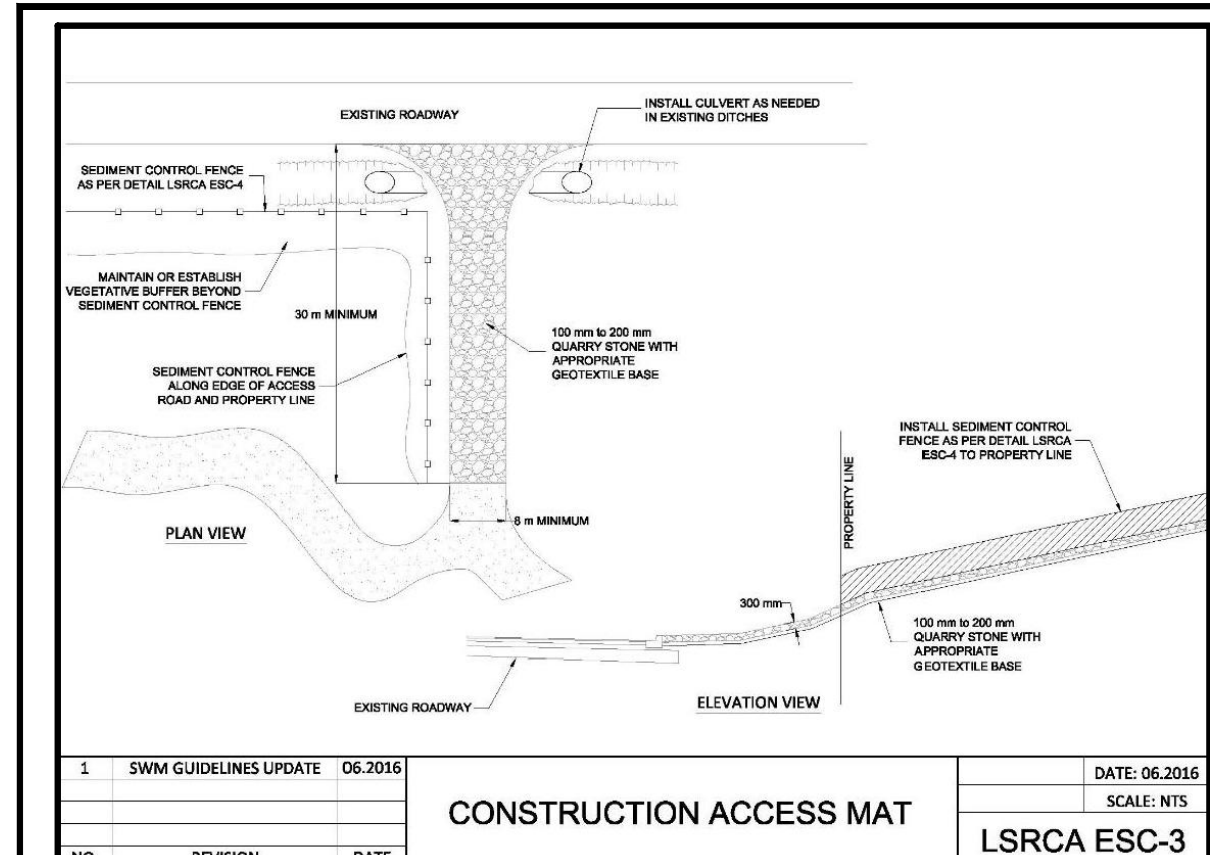 EXISTING ROADWAY
INSTALL CULVERT AS NEEDED
IN EXISTING DITCHES
SEDIMENT CONTROL FENCE
AS PER DETAIL LSRCA ESC-4
MAINTAIN OR ESTABLISH
VEGETATIVE BUFFER BEYOND
SEDIMENT CONTROL FENCE
30 m MINIMUM
100 mm to 200 mm
QUARRY STONE WITH
APPROPRIATE
GEOTEXTILE BASE
SEDIMENT CONTROL FENCE
ALONG EDGE OF ACCESS
ROAD AND PROPERTY LINE
INSTALL SEDIMENT CONTROL
FENCE AS PER DETAIL LSRCA
ESC-4 TO PROPERTY LINE
PROPERTY LINE
PLAN VIEW
8 m MINIMUM
300 mm
100 mm to 200 mm
QUARRY STONE WITH
APPROPRIATE
GEOTEXTILE BASE
EXISTING ROADWAY
ELEVATION VIEW
1 SWM GUIDELINES UPDATE 06.2016
NO. REVISION DATE
CONSTRUCTION ACCESS MAT
DATE: 06.2016
SCALE: NTS
LSRCA ESC-3